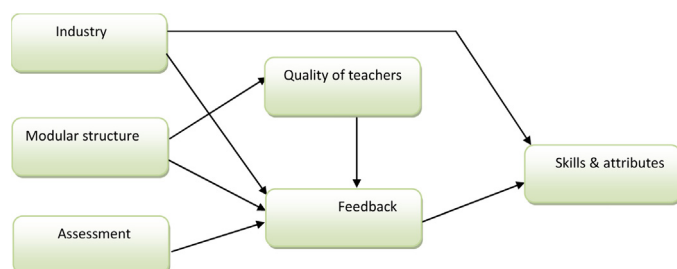 Industry
Quality of teachers
Modular structure
Skills & attributes
Feedback
Assessment